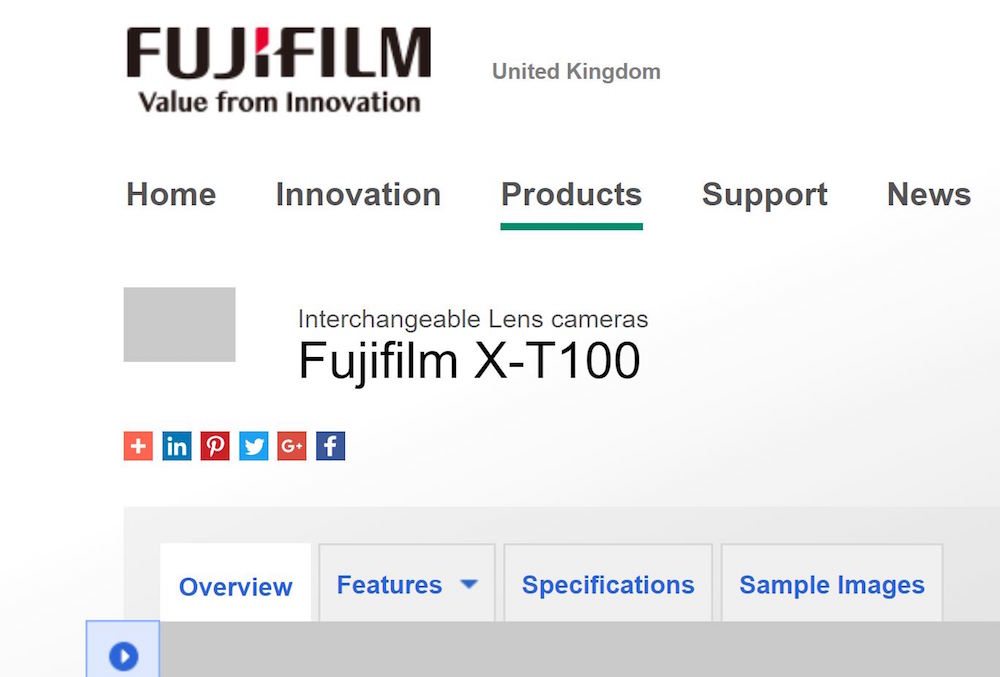 FUJIFILM
Value from Innovation
United Kingdom
Home Innovation Products Support News
Interchangeable Lens cameras
Fujifilm X-T100
in G+ f
Overview Features Specifications Sample Images